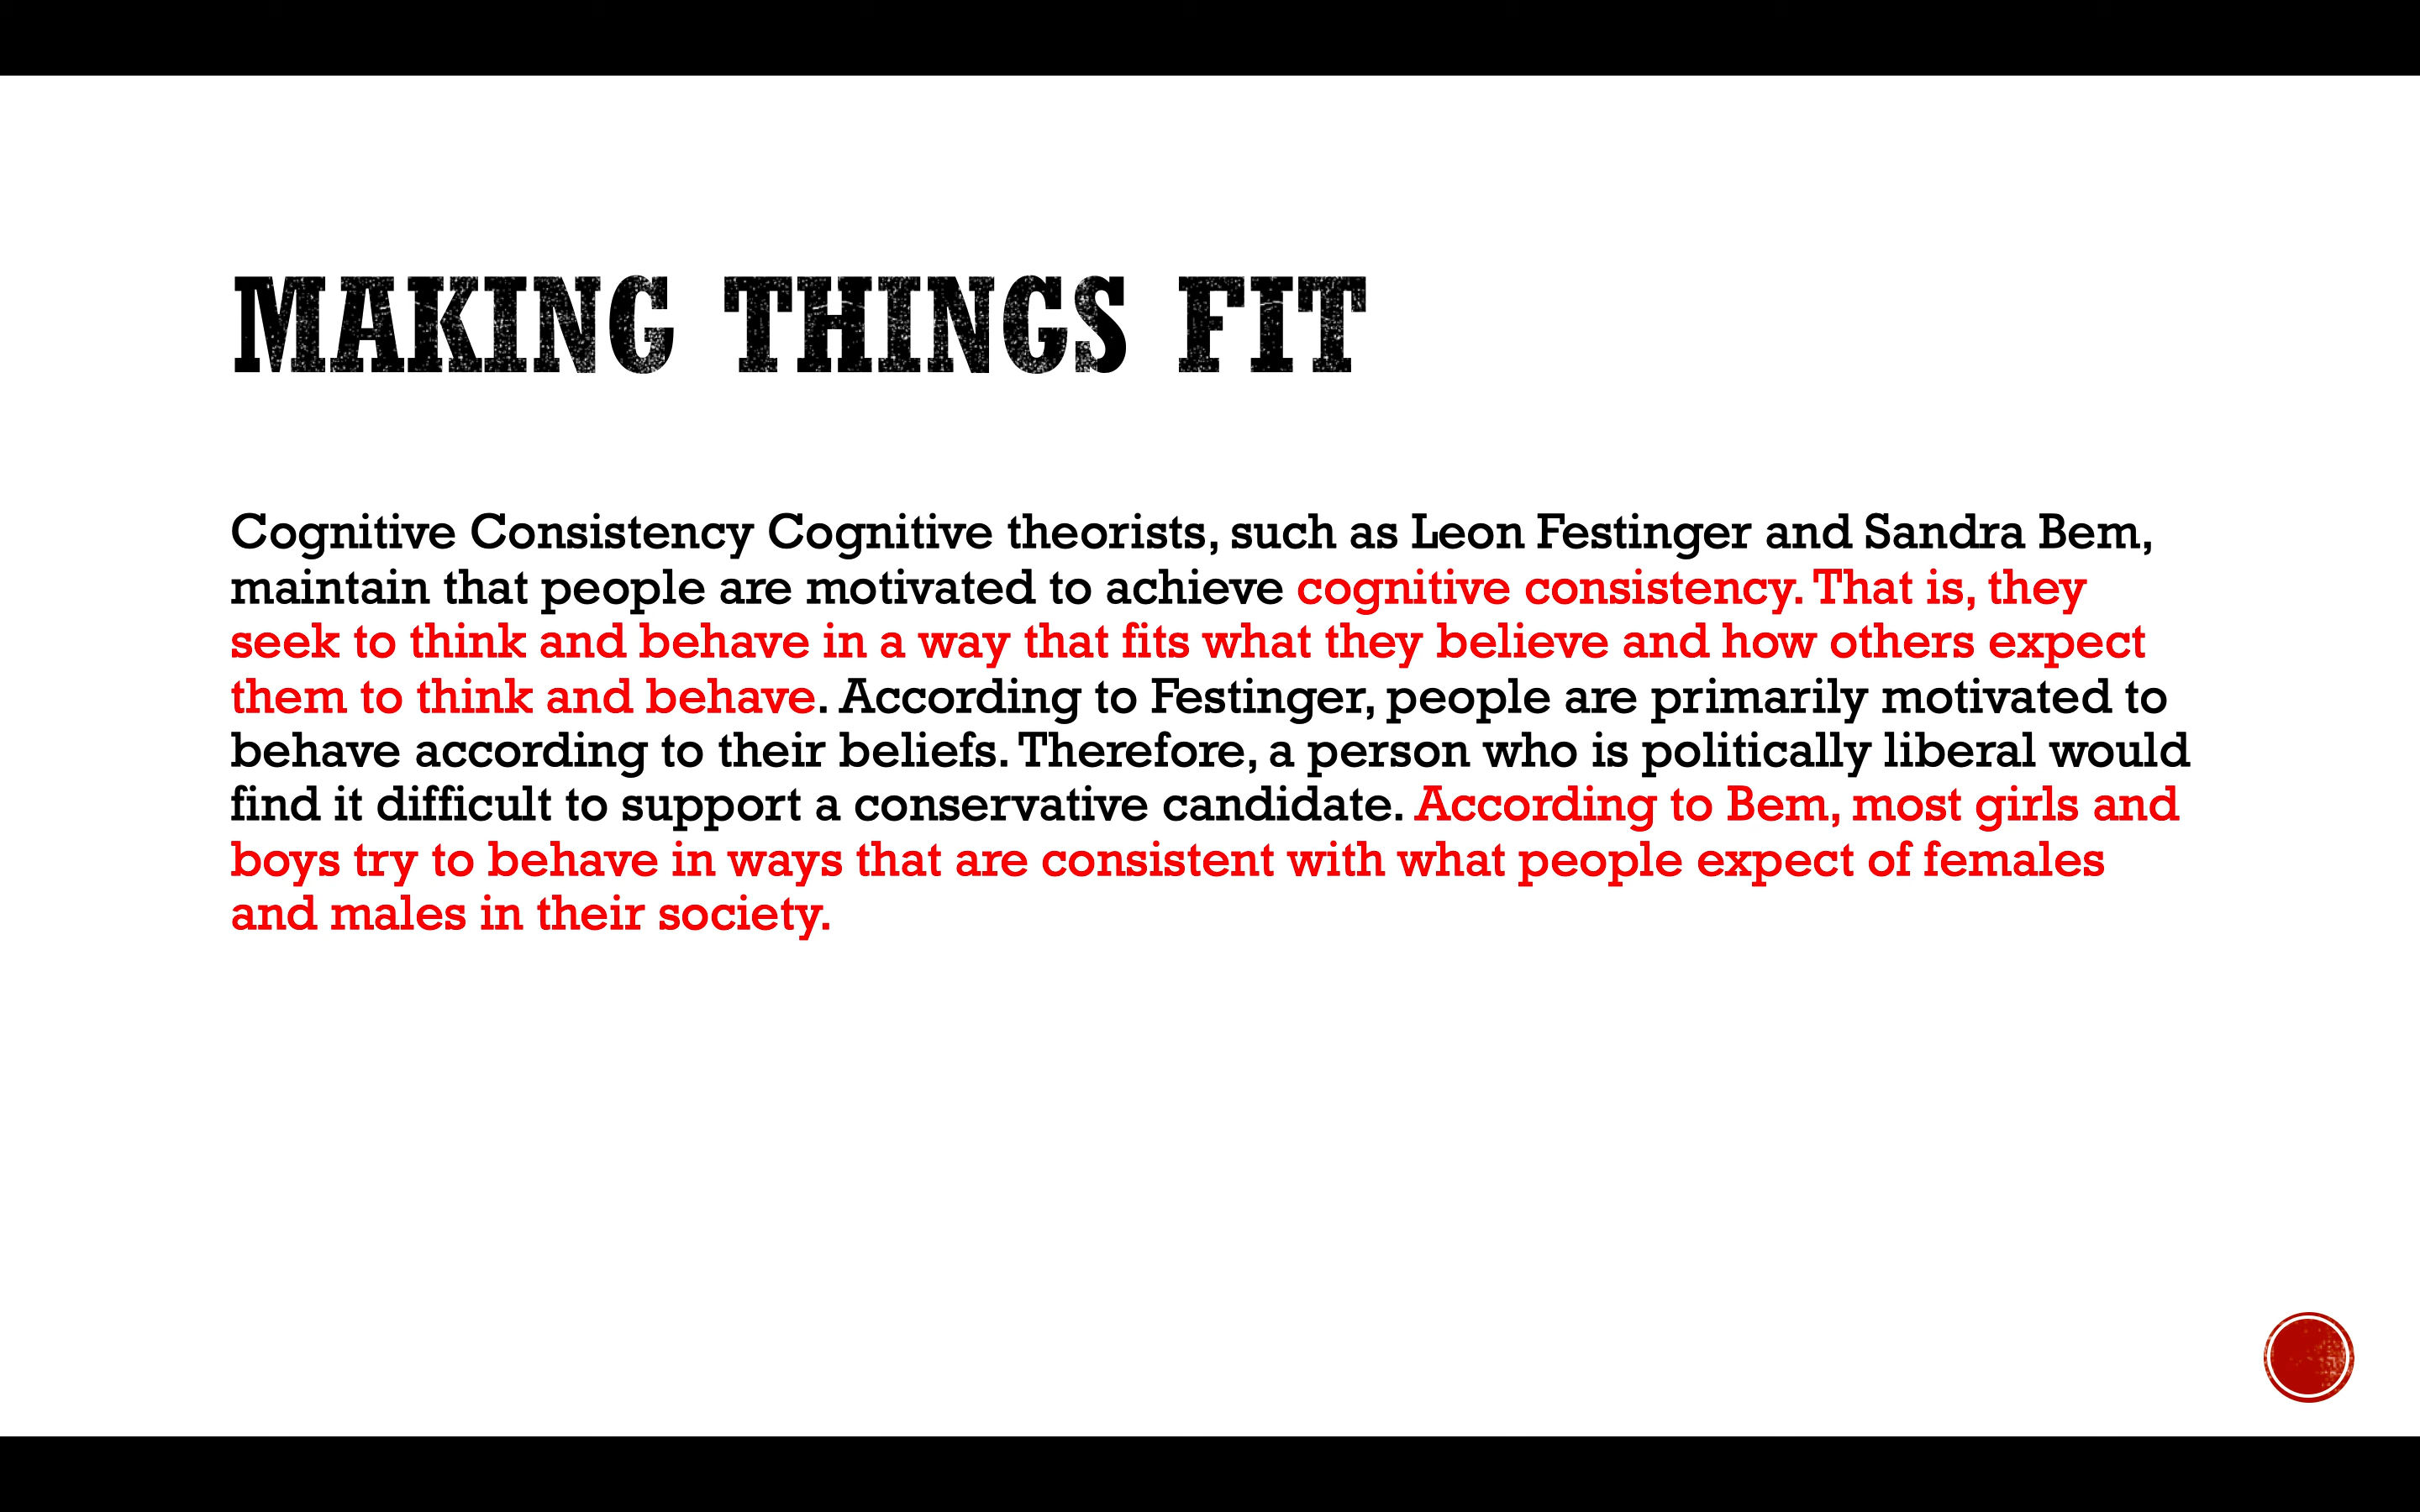 MAKING THINGS FIT
Cognitive Consistency Cognitive theorists, such as Leon Festinger and Sandra Bem,
maintain that people are motivated to achieve cognitive consistency. That is, they
seek to think and behave in a way that fits what they believe and how others expect
them to think and behave. According to Festinger, people are primarily motivated to
behave according to their beliefs. Therefore, a person who is politically liberal would
find it difficult to support a conservative candidate. According to Bem, most girls and
boys try to behave in ways that are consistent with what people expect of females
and males in their society.